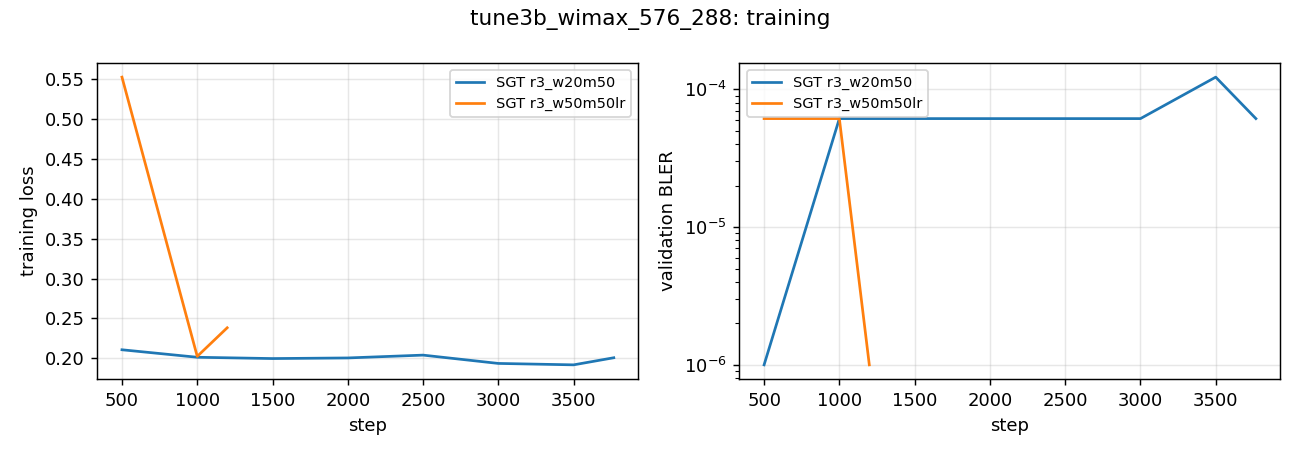 tune3b_wimax_576_288: training
SGT r3_w20m50
SGT r3_w50m50lr
training loss
0.55
0.50
0.45
0.40
0.35
0.30
0.25
0.20
500 1000 1500 2000 2500 3000 3500
step
SGT r3_w20m50
SGT r3_w50m50lr
validation BLER
10⁻⁴
10⁻⁵
10⁻⁶
500 1000 1500 2000 2500 3000 3500
step